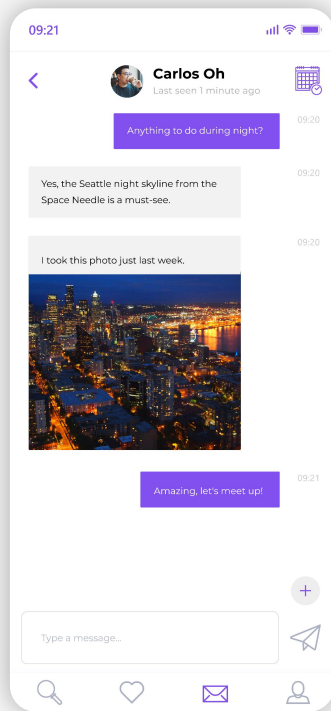 09:21
Carlos Oh
Last seen 1 minute ago
09:20
Anything to do during night?
09:20
Yes, the Seattle night skyline from the
Space Needle is a must-see.
09:20
I took this photo just last week.
09:21
Amazing, let's meet up!
+
Type a message...